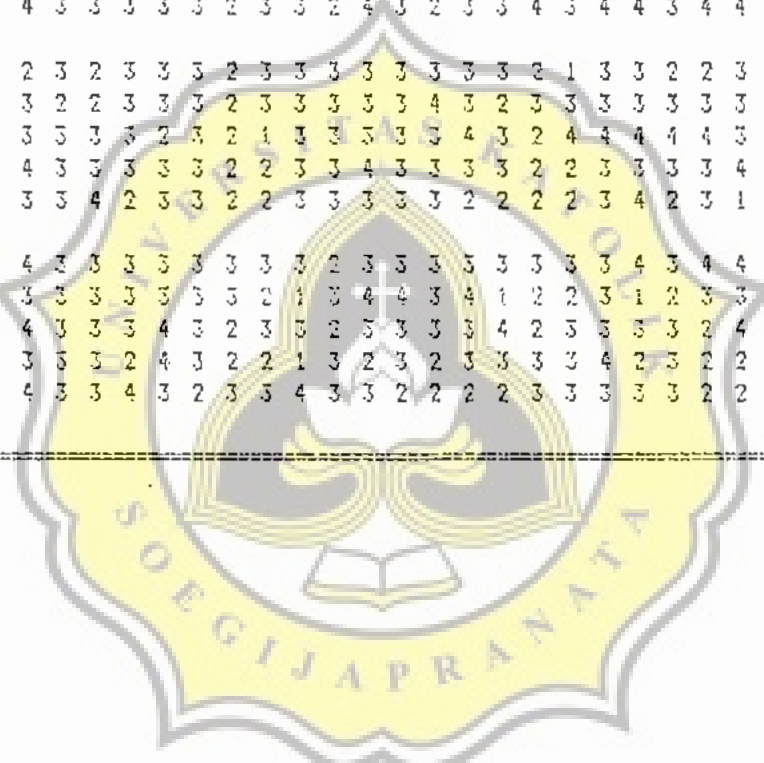 4 3 3 3 3 3 2 3 3 2 4 3 2 3 3 4 3 4 4 3 4 4
2 3 2 3 3 3 2 3 3 3 3 3 3 3 3 2 1 3 3 2 2 3
3 2 2 3 3 3 2 3 3 3 3 3 4 3 2 3 3 3 3 3 3 3
3 3 3 3 2 3 2 1 3 3 3 3 3 4 3 2 4 4 4 4 4 3
4 3 3 3 3 3 2 2 3 3 4 3 3 3 3 2 2 3 3 3 3 4
3 3 4 2 3 3 2 2 3 3 3 3 3 2 2 2 2 3 4 2 3 1
4 3 3 3 3 3 3 3 3 2 3 3 3 3 3 3 3 3 4 3 4 4
3 3 3 3 3 3 3 2 1 3 4 4 3 4 1 2 2 3 1 2 3 3
4 3 3 3 4 3 2 3 3 2 3 3 3 3 4 2 3 3 3 3 2 4
3 3 3 2 4 3 2 2 1 3 2 3 2 3 3 3 3 4 2 3 2 2
4 3 3 4 3 2 3 3 4 3 3 2 2 2 2 3 3 3 3 3 2 2
UNIVERSITAS KATOLIK
SOEGIJAPRANATA